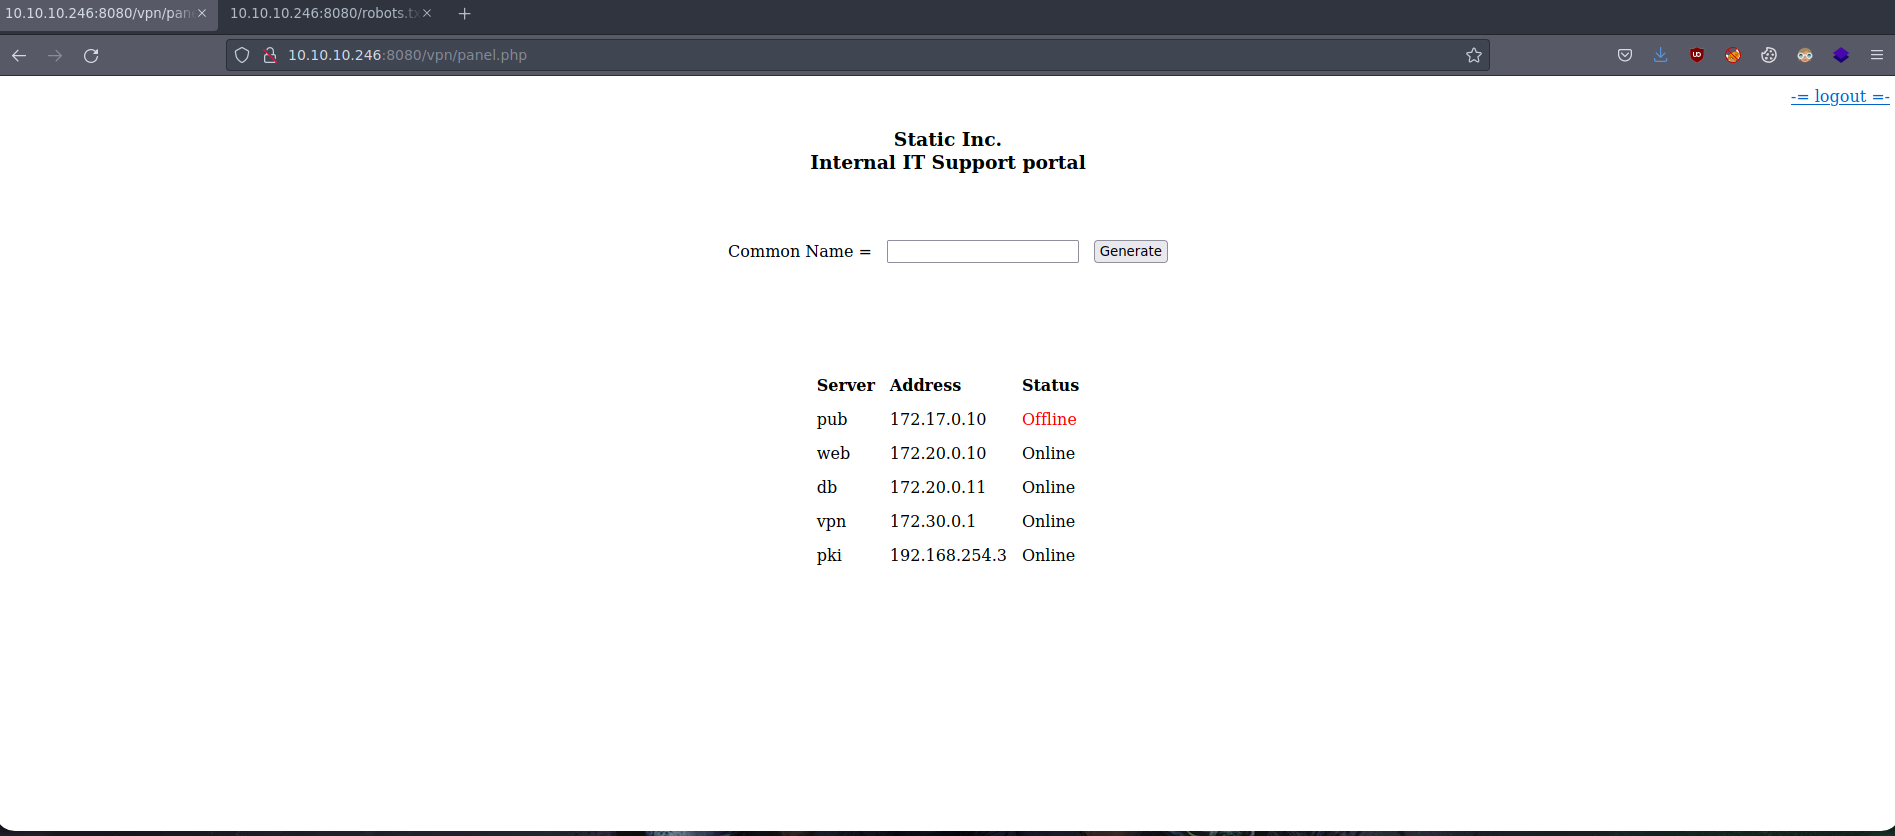 10.10.10.246:8080/vpn/pan
10.10.10.246:8080/robots.tx
10.10.10.246:8080/vpn/panel.php
-= logout =-
Static Inc.
Internal IT Support portal
Common Name =
Generate
Server Address Status
pub 172.17.0.10 Offline
web 172.20.0.10 Online
db 172.20.0.11 Online
vpn 172.30.0.1 Online
pki 192.168.254.3 Online